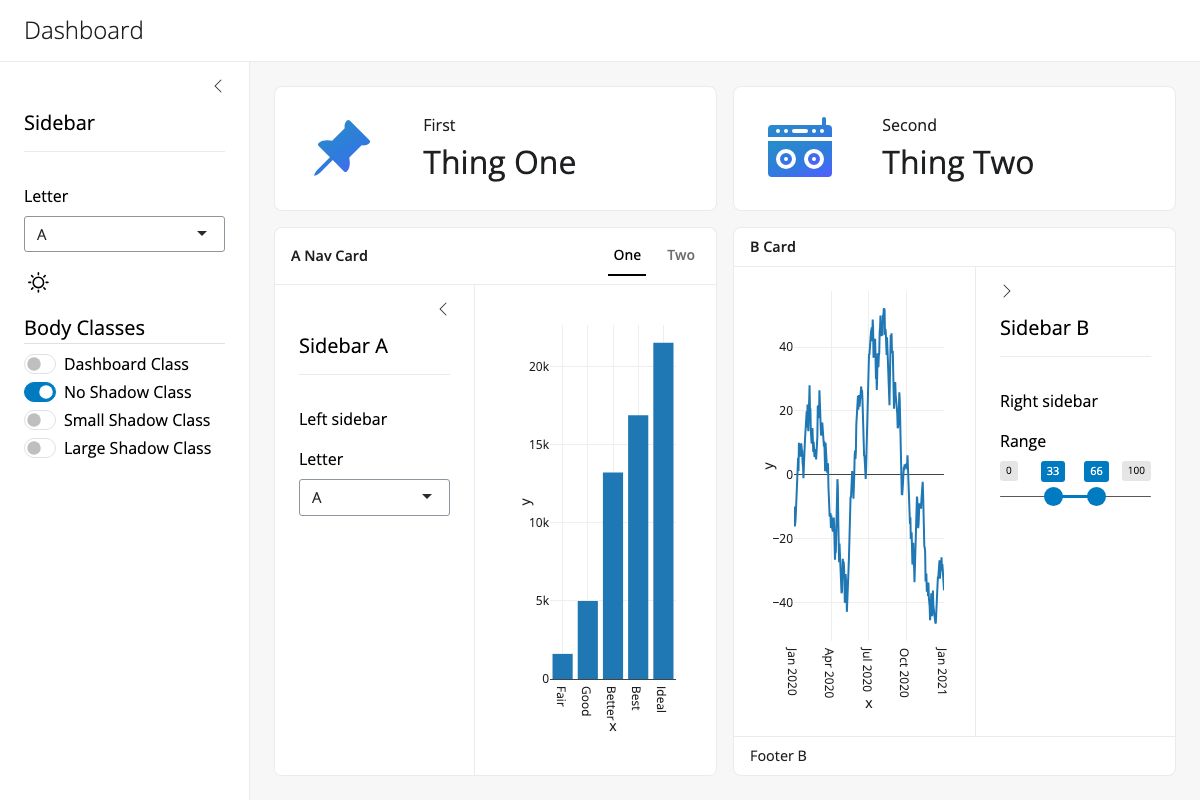 Dashboard
Sidebar
Letter
A
Body Classes
Dashboard Class
No Shadow Class
Small Shadow Class
Large Shadow Class
First
Thing One
Second
Thing Two
A Nav Card
One
Two
Sidebar A
Left sidebar
Letter
A
20k
15k
10k
5k
0
y
Fair
Good
Better
Best
Ideal
x
B Card
40
20
0
−20
−40
y
Jan 2020
Apr 2020
Jul 2020
Oct 2020
Jan 2021
x
Sidebar B
Right sidebar
Range
0
33
66
100
Footer B